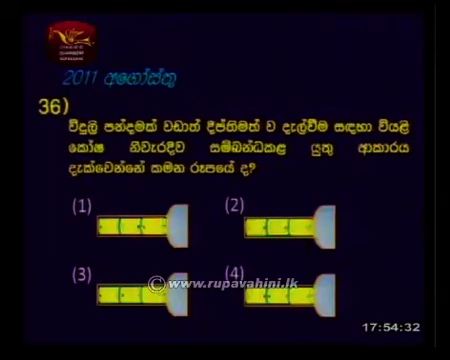 2011 අගෝස්තු
36)
විදුලි පන්දමක් වඩාත් දීප්තිමත් ව දැල්වීම සඳහා වියළි
කෝෂ නිවැරදිව සම්බන්ධකළ යුතු ආකාරය
දැක්වෙන්නේ කමන රූපයේ ද?
(1) (2)
(3) (4)
© www.rupavahini.lk
17:54:32